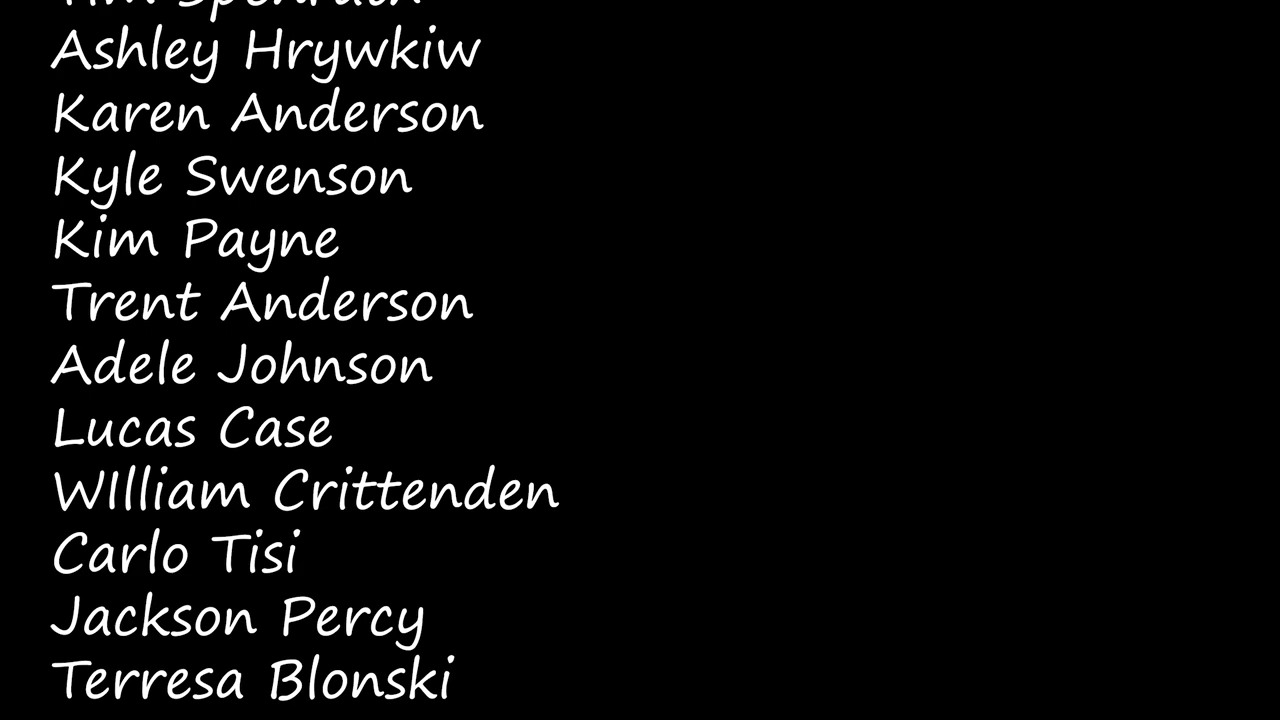 Ashley Hrywkiw
Karen Anderson
Kyle Swenson
Kim Payne
Trent Anderson
Adele Johnson
Lucas Case
WIlliam Crittenden
Carlo Tisi
Jackson Percy
Terresa Blonski